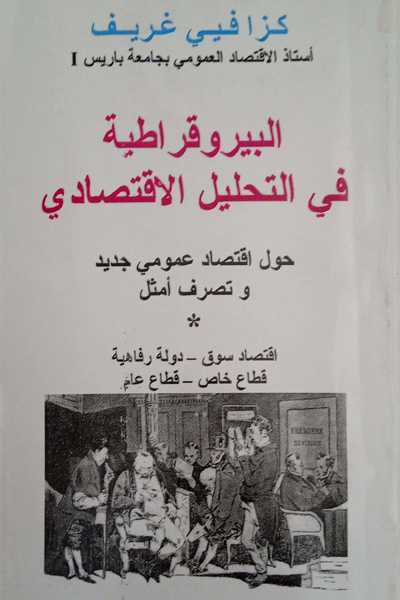 كزافيي غريف
أستاذ الاقتصاد العمومي بجامعة باريس I
البيروقراطية
في التحليل الاقتصادي
حول اقتصاد عمومي جديد
و تصرف أمثل
*
اقتصاد سوق – دولة رفاهية
قطاع خاص – قطاع عام